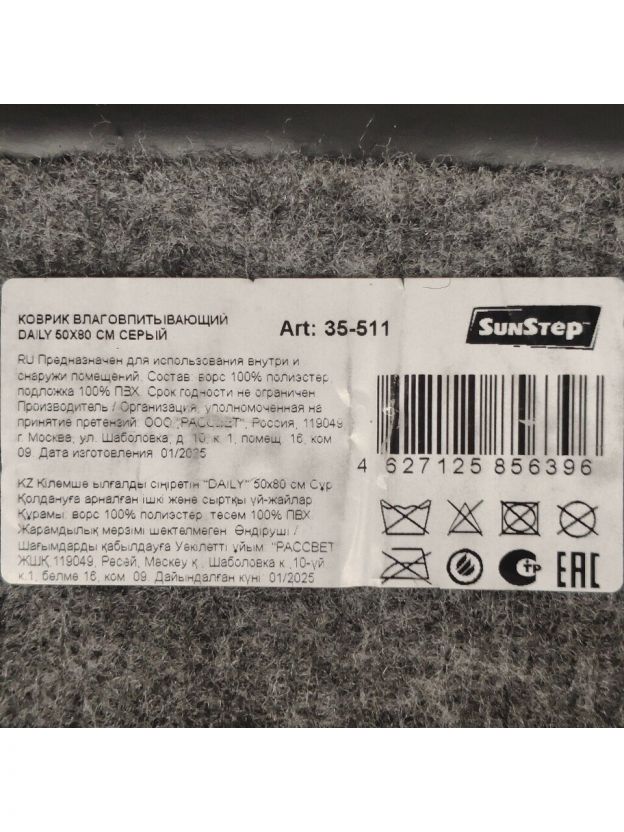 КОВРИК ВЛАГОВПИТЫВАЮЩИЙ
DAILY 50X80 СМ СЕРЫЙ
Art: 35-511
SUNSTEP™
RU Предназначен для использования внутри и
снаружи помещений. Состав: ворс 100% полиэстер,
подложка 100% ПВХ. Срок годности не ограничен
Производитель / Организация, уполномоченная на
принятие претензий: ООО "РАССВЕТ", Россия, 119049
г. Москва, ул. Шаболовка, д. 10, к. 1, помещ. 16, ком
09. Дата изготовления 01/2025
4 627125 856396
KZ Кілемше ылғалды сіңіретін "DAILY" 50x80 см Сұр
Қолдануға арналған ішкі және сыртқы үй-жайлар
Құрамы: ворс 100% полиэстер, төсем 100% ПВХ.
Жарамдылық мерзімі шектелмеген. Өндіруші /
Шағымдарды қабылдауға Уәкілетті ұйым "РАССВЕТ
ЖШҚ,119049, Ресей, Мәскеу қ., Шаболовка к.,10-үй
к.1, бөлме 16, ком. 09. Дайындалған күні 01/2025
СТР
EAC